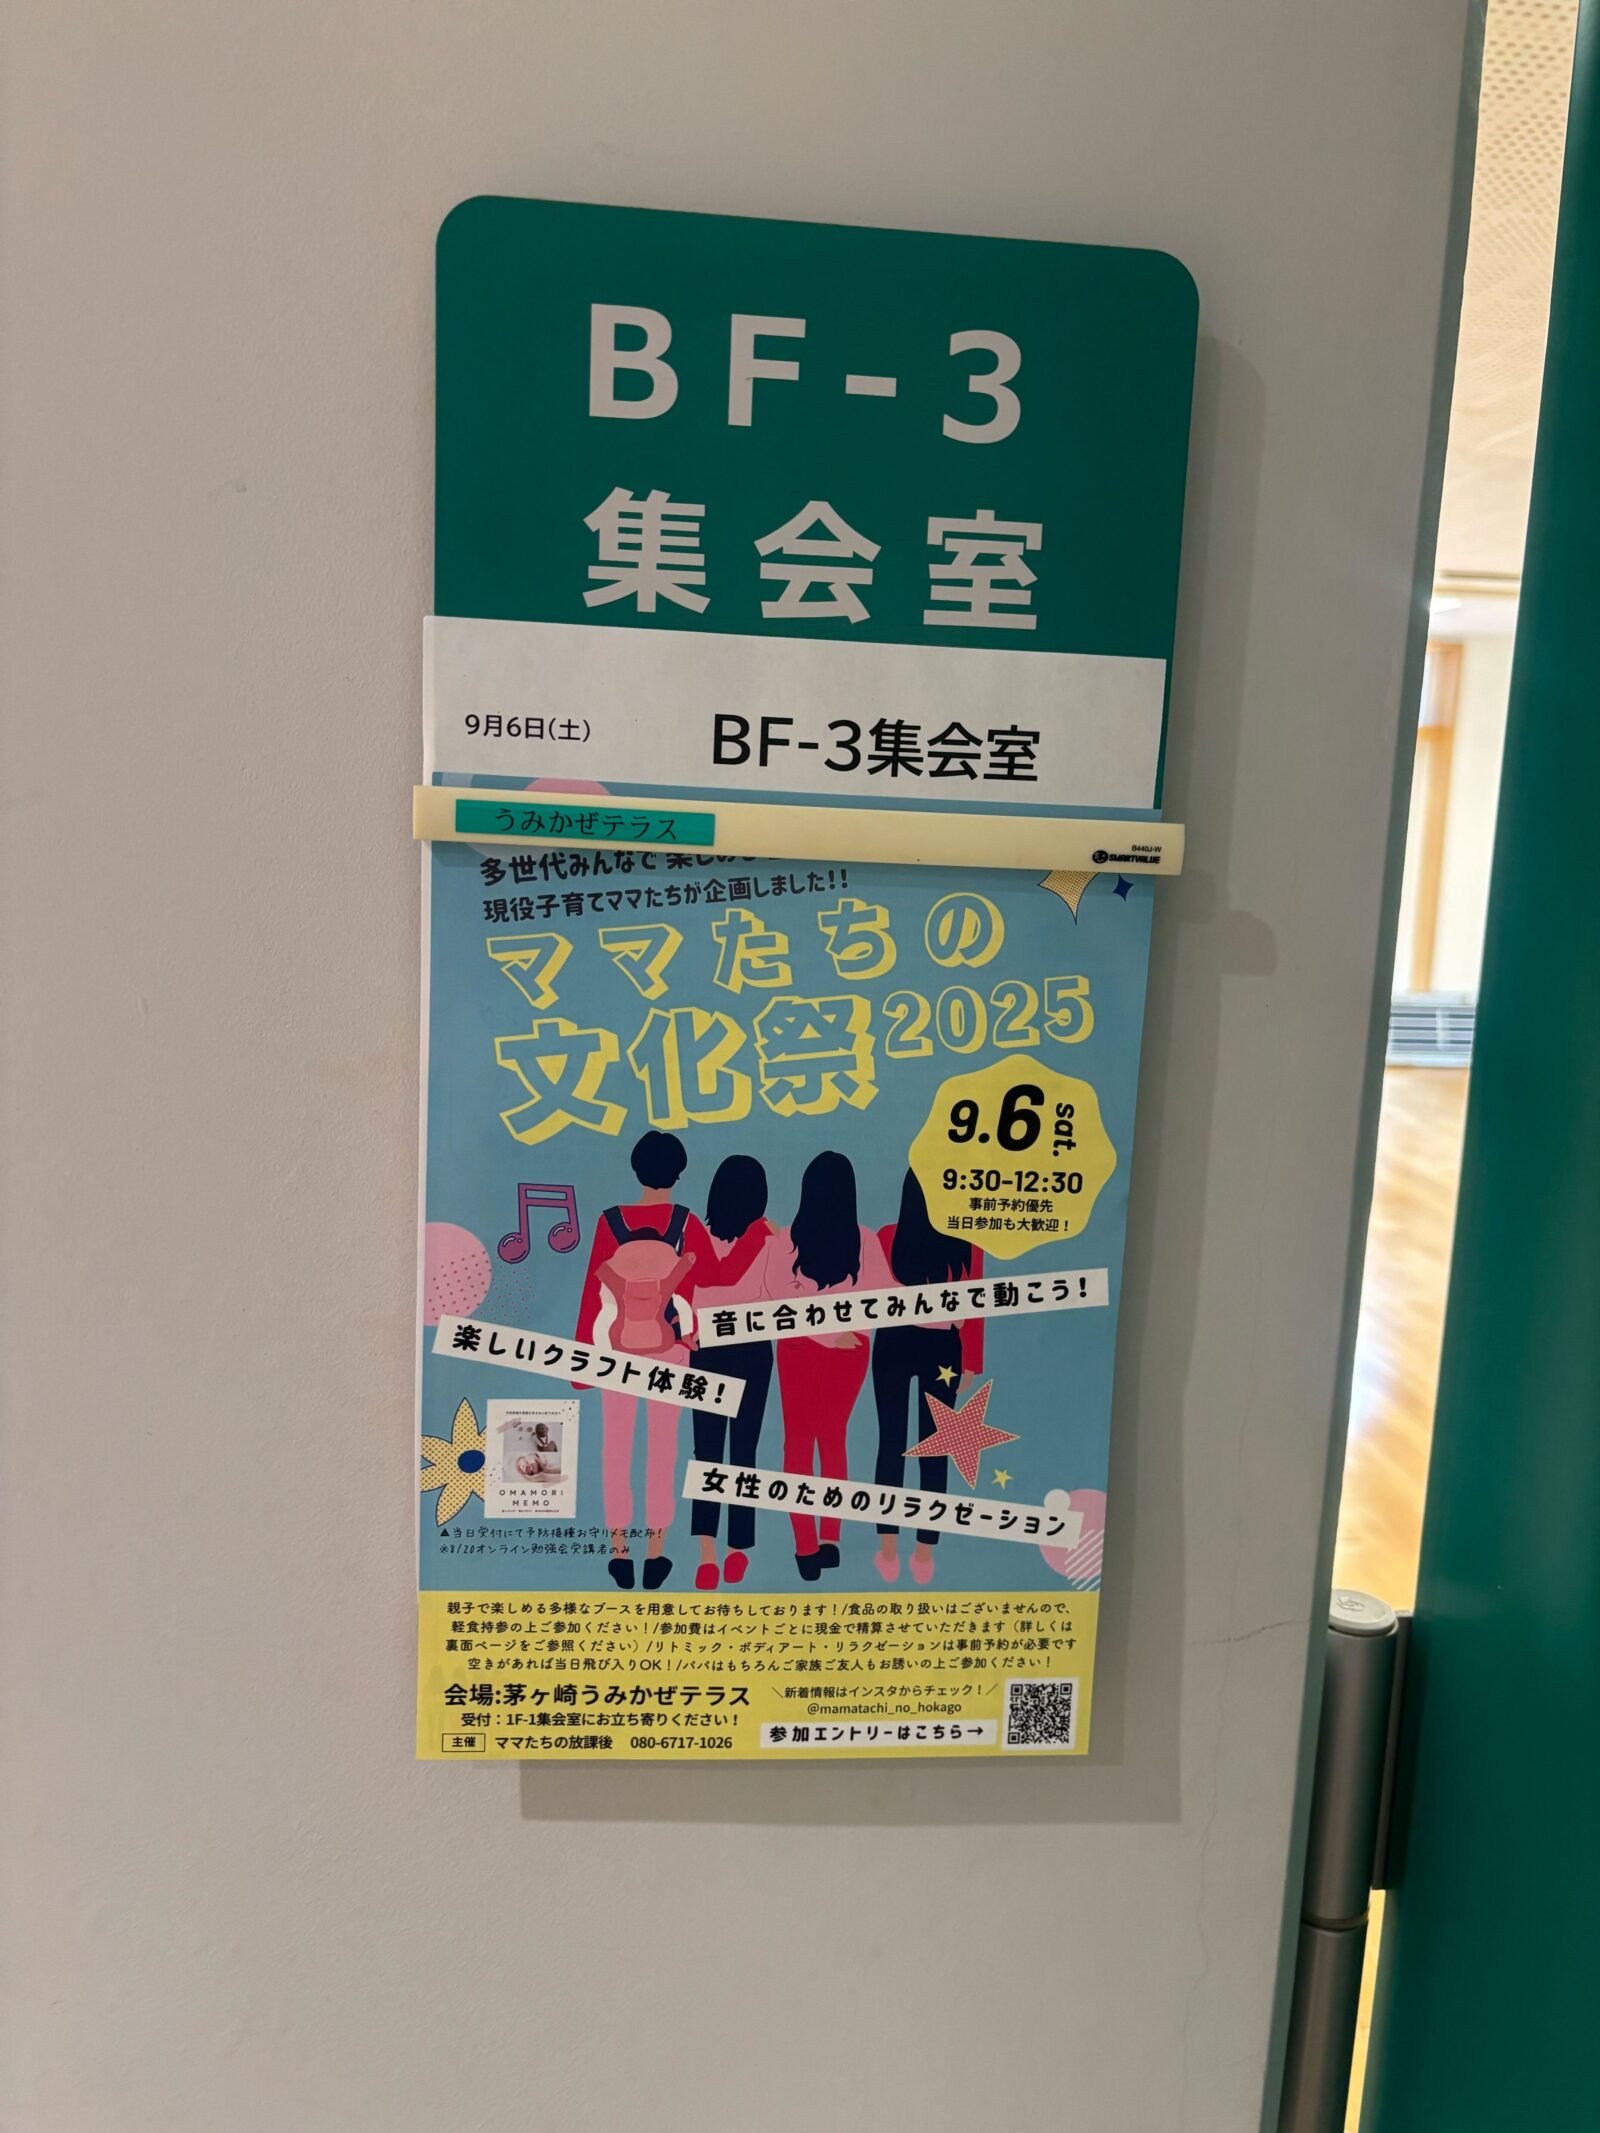 BF-3
集会室
9月6日(土)
BF-3集会室
うみかぜテラス
B440J-W
SMARTVALUE
多世代みんなで楽しめ
現役子育てママたちが企画しました!!
ママたちの
文化祭2025
9.6 sat.
9:30-12:30
事前予約優先
当日参加も大歓迎！
音に合わせてみんなで動こう！
楽しいクラフト体験！
OMAMORI
MEMO
女性のためのリラクゼーション
▲当日受付にて予防接種お守りメモ配布！
※8/20オンライン勉強会受講者のみ
親子で楽しめる多様なブースを用意してお待ちしております！/食品の取り扱いはございませんので、
軽食持参の上ご参加ください！/参加費はイベントごとに現金で精算させていただきます（詳しくは
裏面ページをご参照ください）/リトミック・ボディアート・リラクゼーションは事前予約が必要です
空きがあれば当日飛び入りOK！/パパはもちろんご家族ご友人もお誘いの上ご参加ください！
会場:茅ヶ崎うみかぜテラス
受付：1F-1集会室にお立ち寄りください！
主催 ママたちの放課後 080-6717-1026
＼新着情報はインスタからチェック！／
@mamatachi_no_hokago
参加エントリーはこちら→